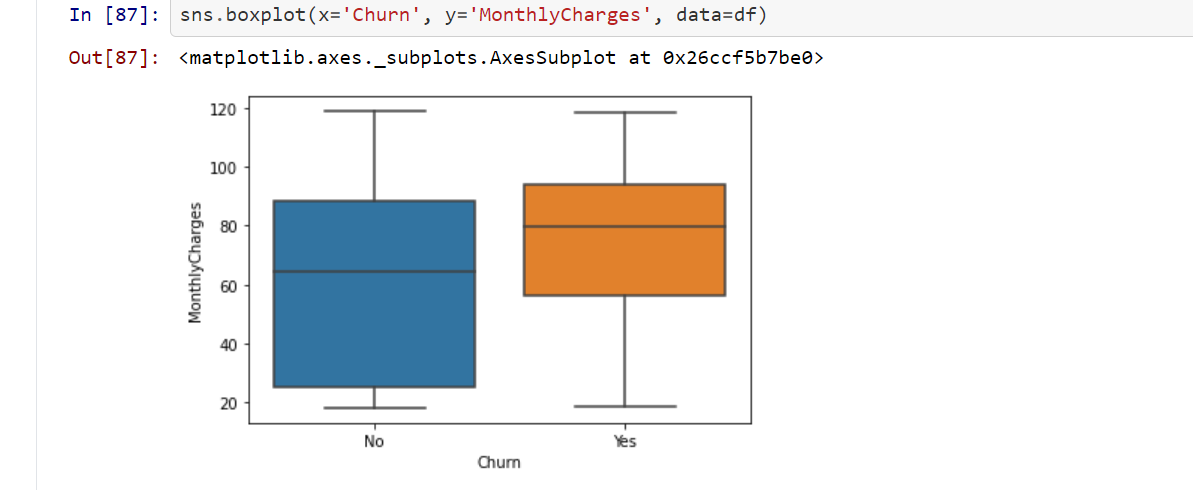 In [87]: sns.boxplot(x='Churn', y='MonthlyCharges', data=df)
Out[87]: <matplotlib.axes._subplots.AxesSubplot at 0x26ccf5b7be0>
120
100
80
60
40
20
MonthlyCharges
No Yes
Churn